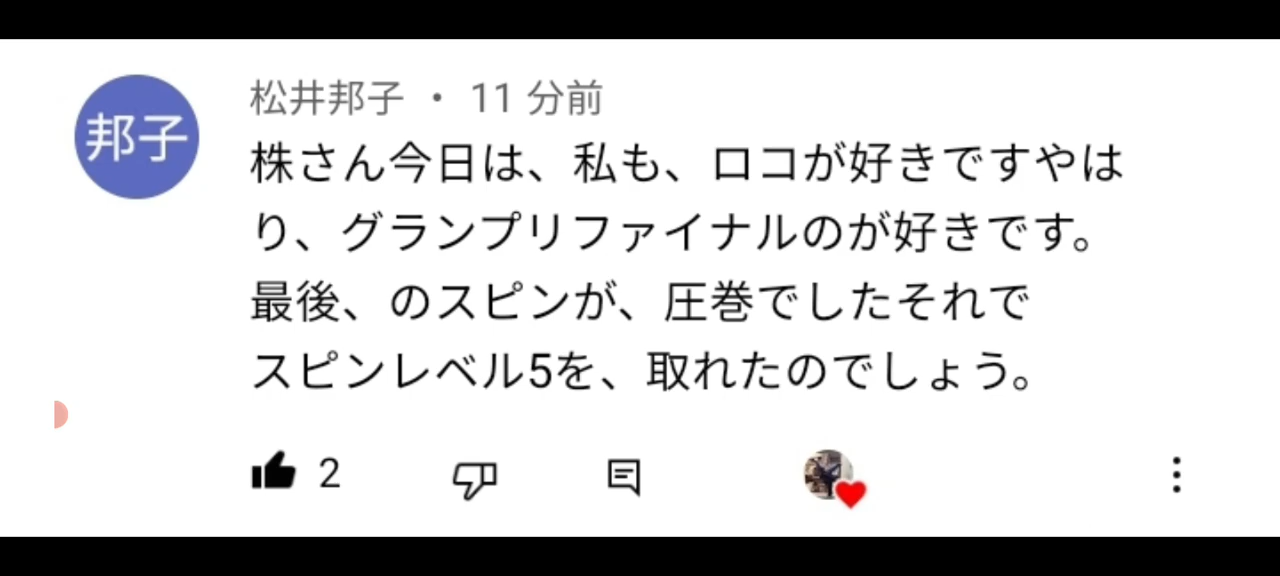 邦子
松井邦子 • 11 分前
株さん今日は、私も、ロコが好きですやは
り、グランプリファイナルのが好きです。
最後、のスピンが、圧巻でしたそれで
スピンレベル5を、取れたのでしょう。
2